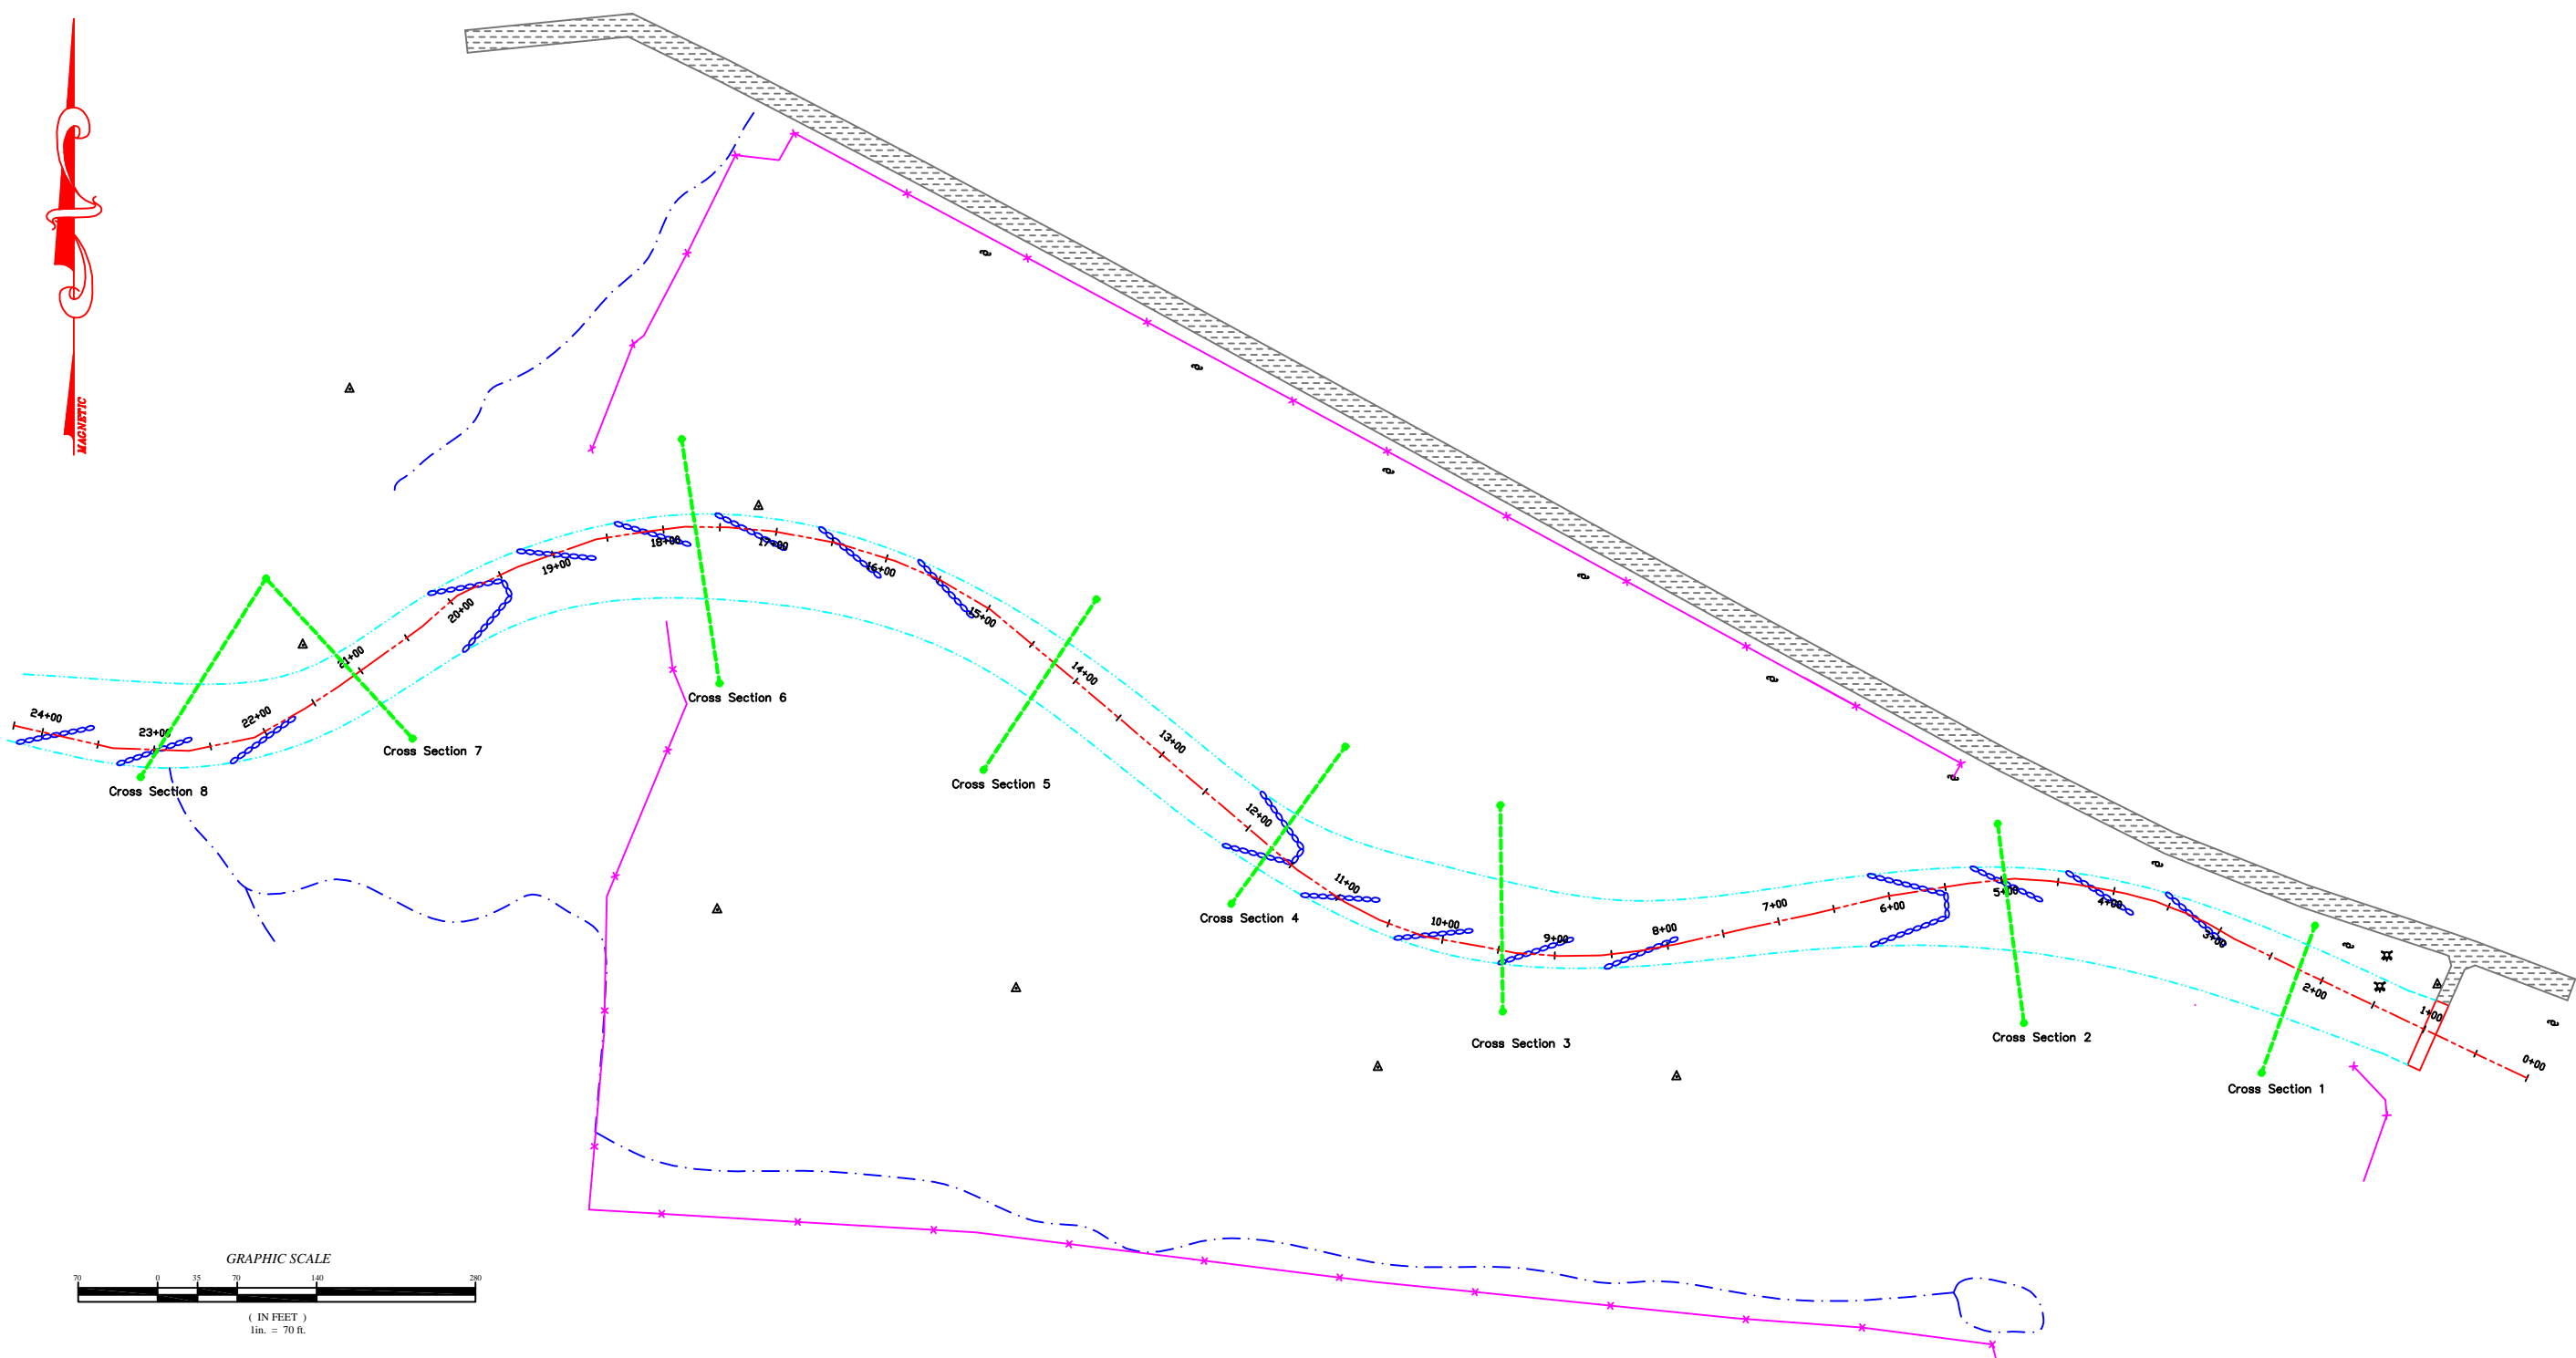 MAGNETIC
18+00
17+00
19+00
16+00
20+00
15+00
21+00
14+00
Cross Section 6
24+00
22+00
23+00
13+00
Cross Section 7
Cross Section 5
Cross Section 8
12+00
11+00
5+00
4+00
7+00
6+00
Cross Section 4
10+00
8+00
9+00
3+00
2+00
1+00
Cross Section 3
Cross Section 2
0+00
Cross Section 1
GRAPHIC SCALE
70 0 35 70 140 280
( IN FEET )
1in. = 70 ft.